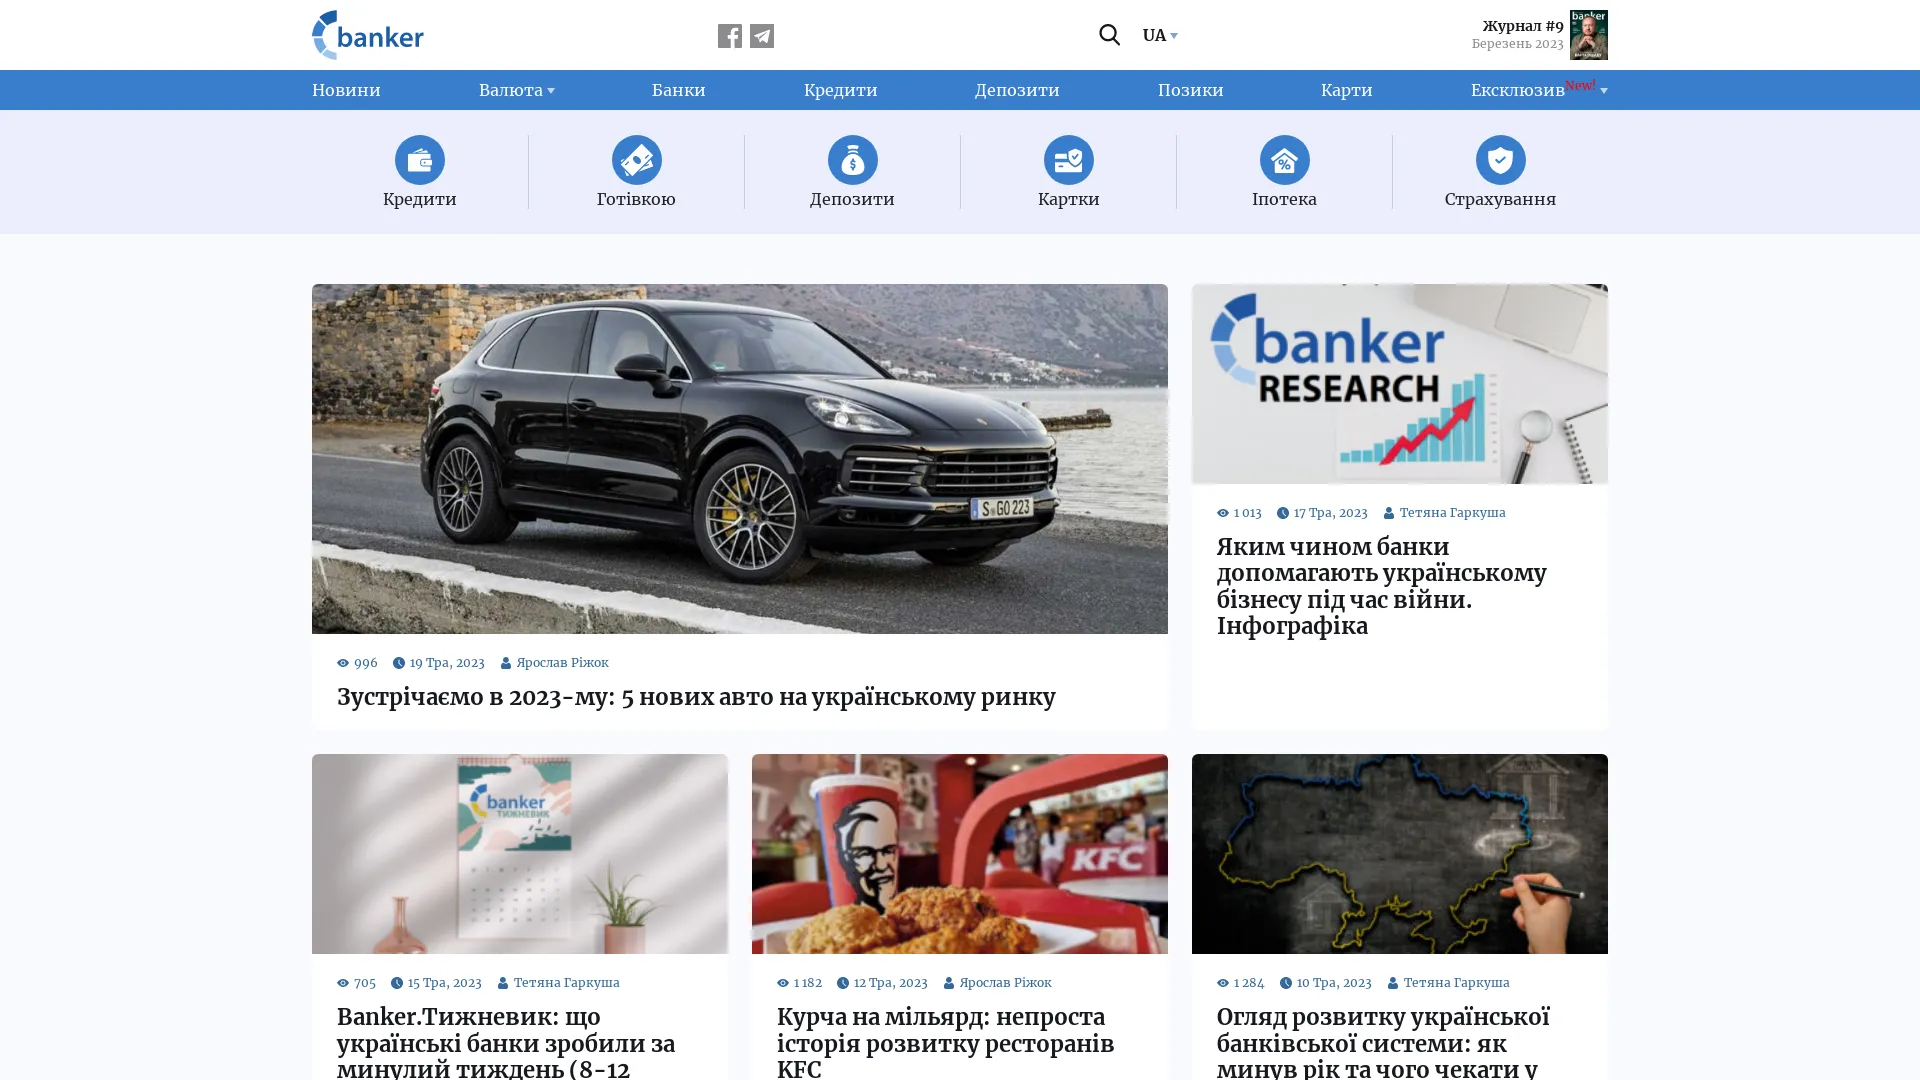 banker
UA
Журнал #9
Березень 2023
banker
Новини
Валюта
Банки
Кредити
Депозити
Позики
Карти
Ексклюзив New!
Кредити
Готівкою
Депозити
Картки
Іпотека
Страхування
S GO 223
banker
RESEARCH
996 19 Тра, 2023 Ярослав Ріжок
Зустрічаємо в 2023-му: 5 нових авто на українському ринку
1 013 17 Тра, 2023 Тетяна Гаркуша
Яким чином банки
допомагають українському
бізнесу під час війни.
Інфографіка
banker
ТИЖНЕВИК
KFC
705 15 Тра, 2023 Тетяна Гаркуша
Banker.Тижневик: що
українські банки зробили за
минулий тиждень (8-12
1 182 12 Тра, 2023 Ярослав Ріжок
Курча на мільярд: непроста
історія розвитку ресторанів
KFC
1 284 10 Тра, 2023 Тетяна Гаркуша
Огляд розвитку української
банківської системи: як
минув рік та чого чекати у